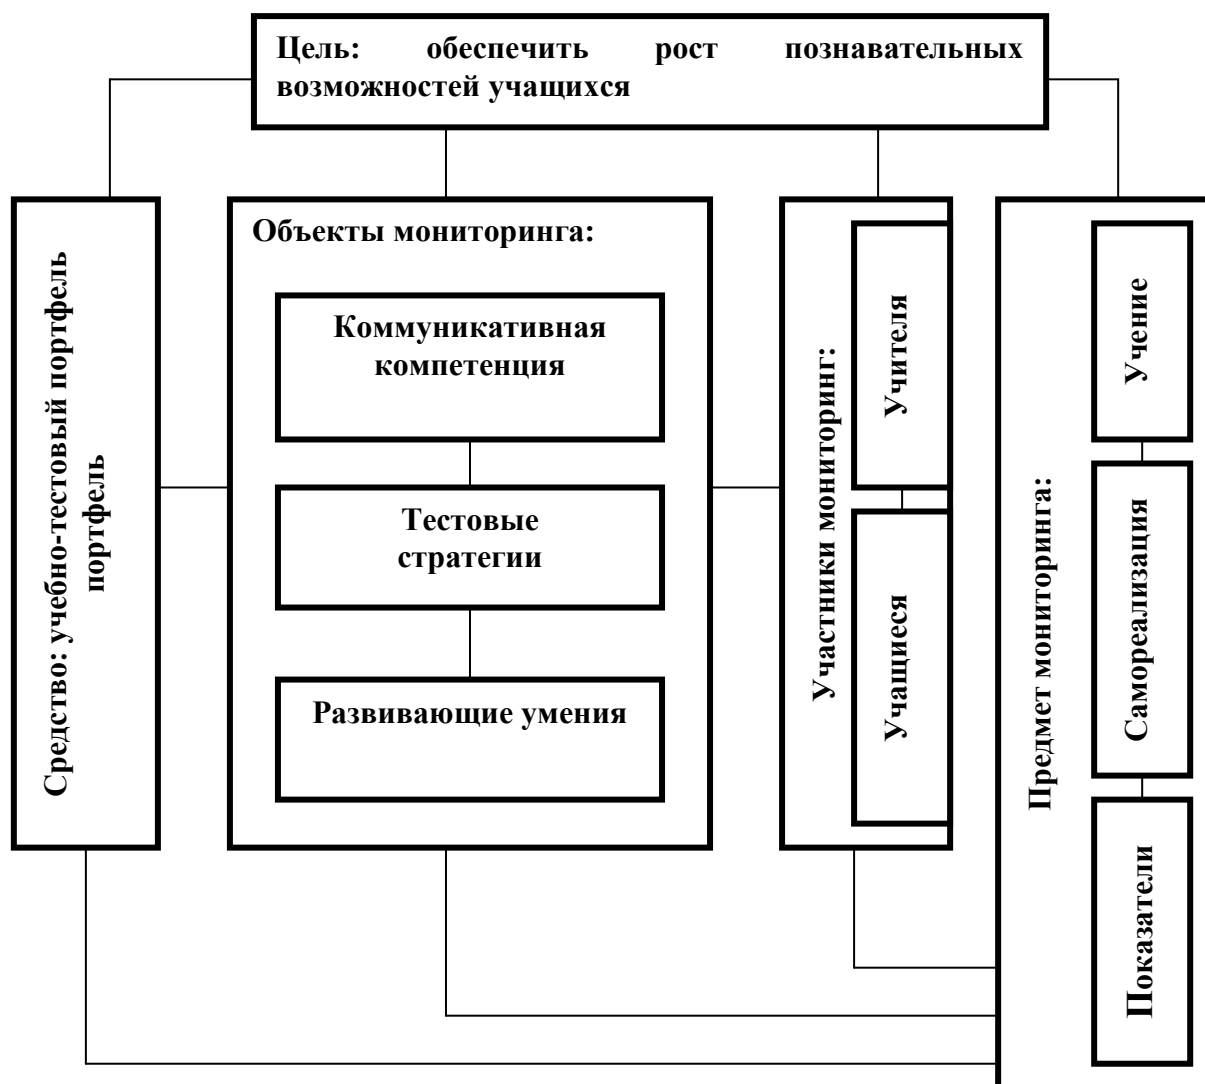 Цель: обеспечить рост познавательных
возможностей учащихся
Средство: учебно-тестовый портфель
портфель
Объекты мониторинга:
Коммуникативная
компетенция
Тестовые
стратегии
Развивающие умения
Участники мониторинг:
Учителя
Учащиеся
Предмет мониторинга:
Учение
Самореализация
Показатели